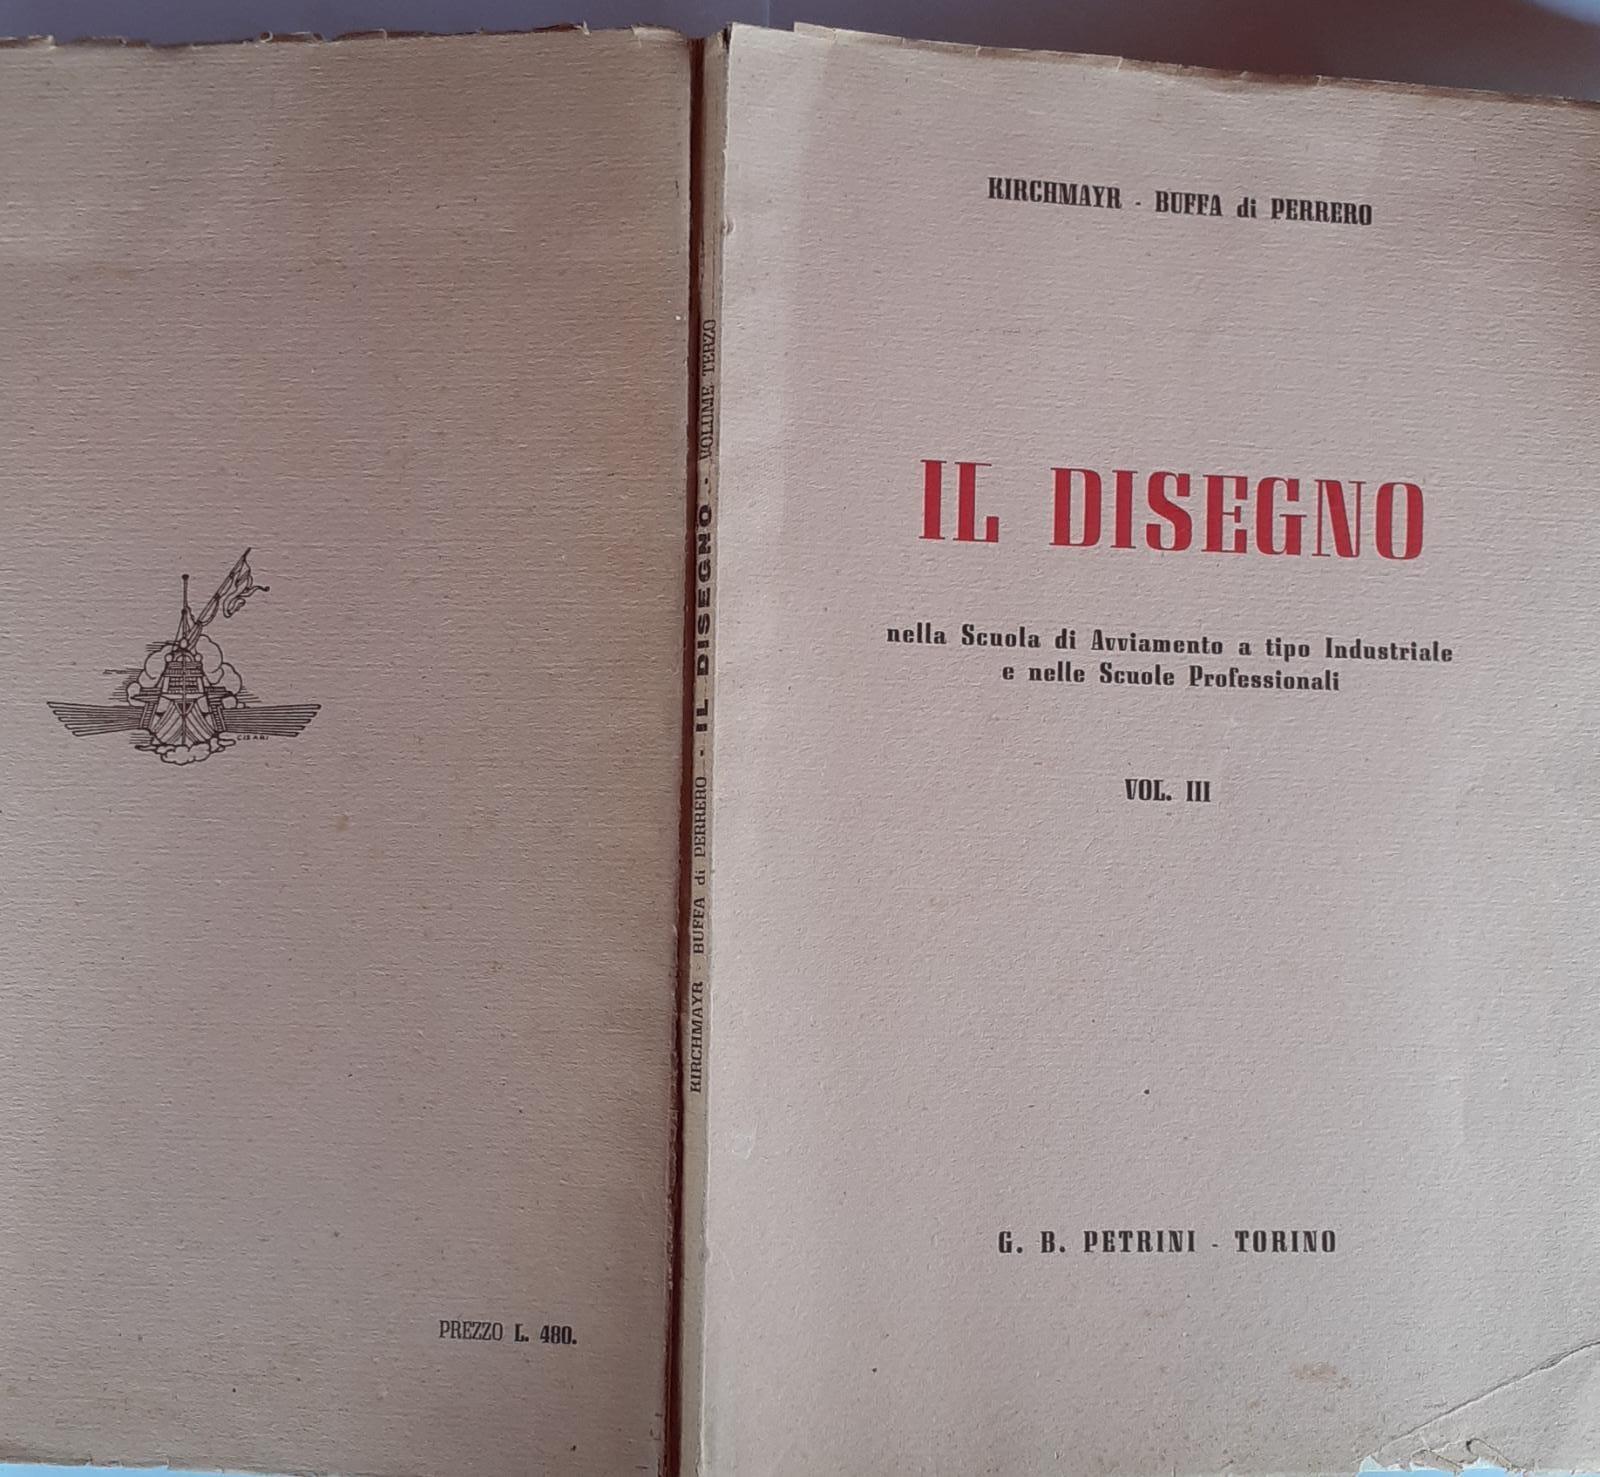 KIRCHMAYR - BUFFA di PERRERO
IL DISEGNO
nella Scuola di Avviamento a tipo Industriale
e nelle Scuole Professionali
VOL. III
G. B. PETRINI - TORINO
KIRCHMAYR - BUFFA di PERRERO - IL DISEGNO - VOLUME TERZO
CISARI
PREZZO L. 480.